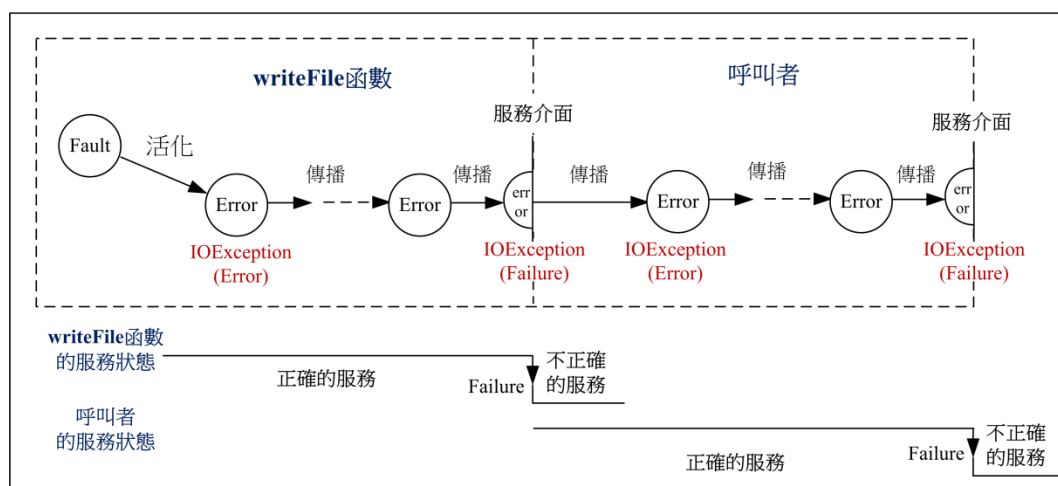 writeFile函數
呼叫者
服務介面
服務介面
Fault
活化
傳播
傳播
傳播
傳播
傳播
Error
Error
err
or
Error
Error
err
or
IOException
(Error)
IOException
(Failure)
IOException
(Error)
IOException
(Failure)
writeFile函數
的服務狀態
正確的服務
Failure
不正確
的服務
呼叫者
的服務狀態
正確的服務
Failure
不正確
的服務